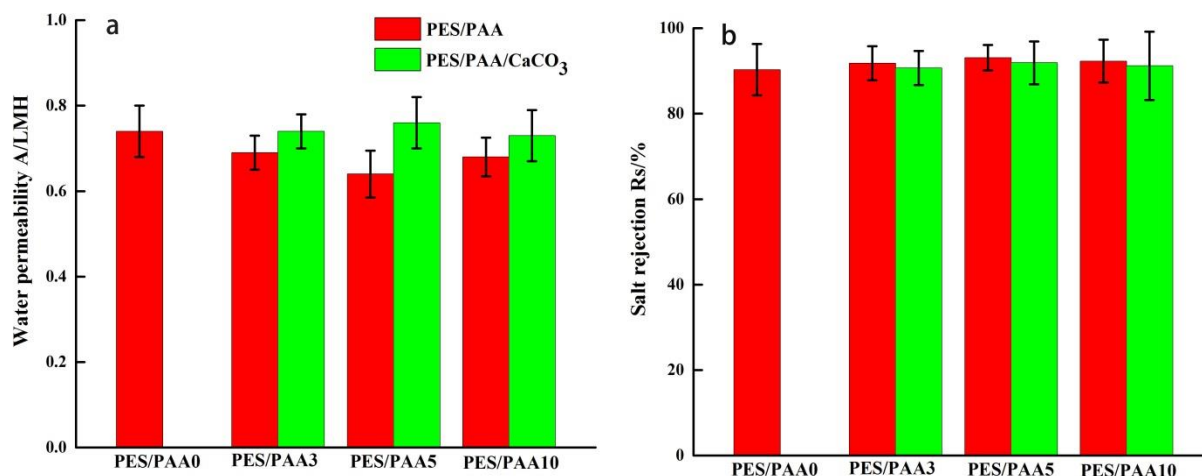 a
PES/PAA
PES/PAA/CaCO3
Water permeability A/LMH
1.0
0.8
0.6
0.4
0.2
0.0
PES/PAA0 PES/PAA3 PES/PAA5 PES/PAA10
b
Salt rejection Rs/%
100
80
60
40
20
0
PES/PAA0 PES/PAA3 PES/PAA5 PES/PAA10